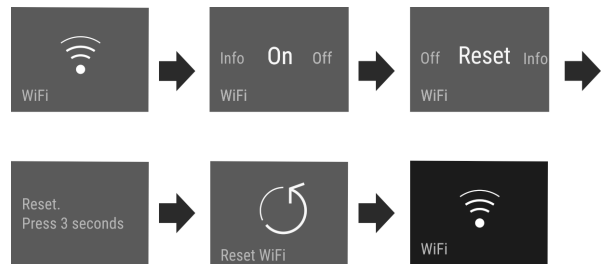 WiFi
Info On Off
WiFi
Off Reset Info
WiFi
Reset.
Press 3 seconds
Reset WiFi
WiFi